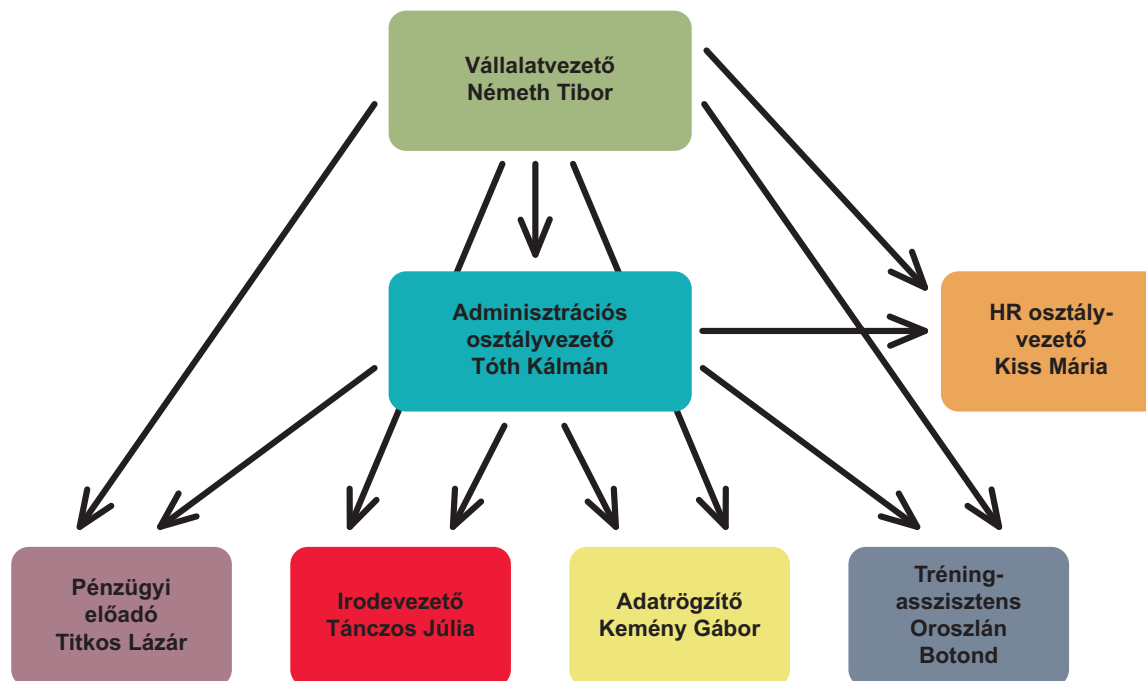 Vállalatvezető
Németh Tibor
Adminisztrációs
osztályvezető
Tóth Kálmán
HR osztály-
vezető
Kiss Mária
Pénzügyi
előadó
Titkos Lázár
Irodevezető
Tánczos Júlia
Adatrögzítő
Kemény Gábor
Tréning-
asszisztens
Oroszlán
Botond